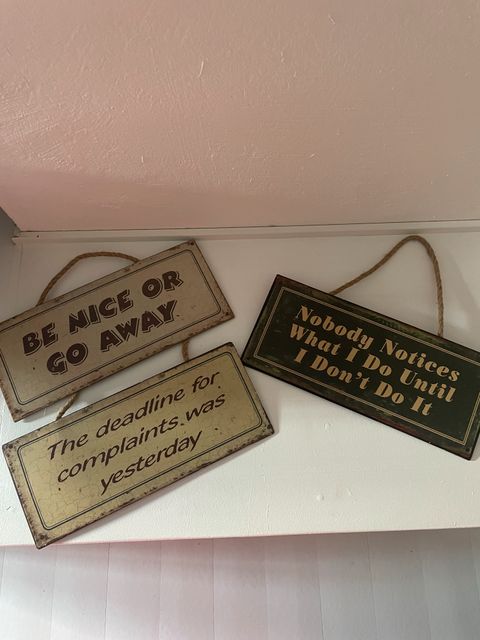 BE NICE OR
GO AWAY
The deadline for
complaints was
yesterday
Nobody Notices
What I Do Until
I Don't Do It